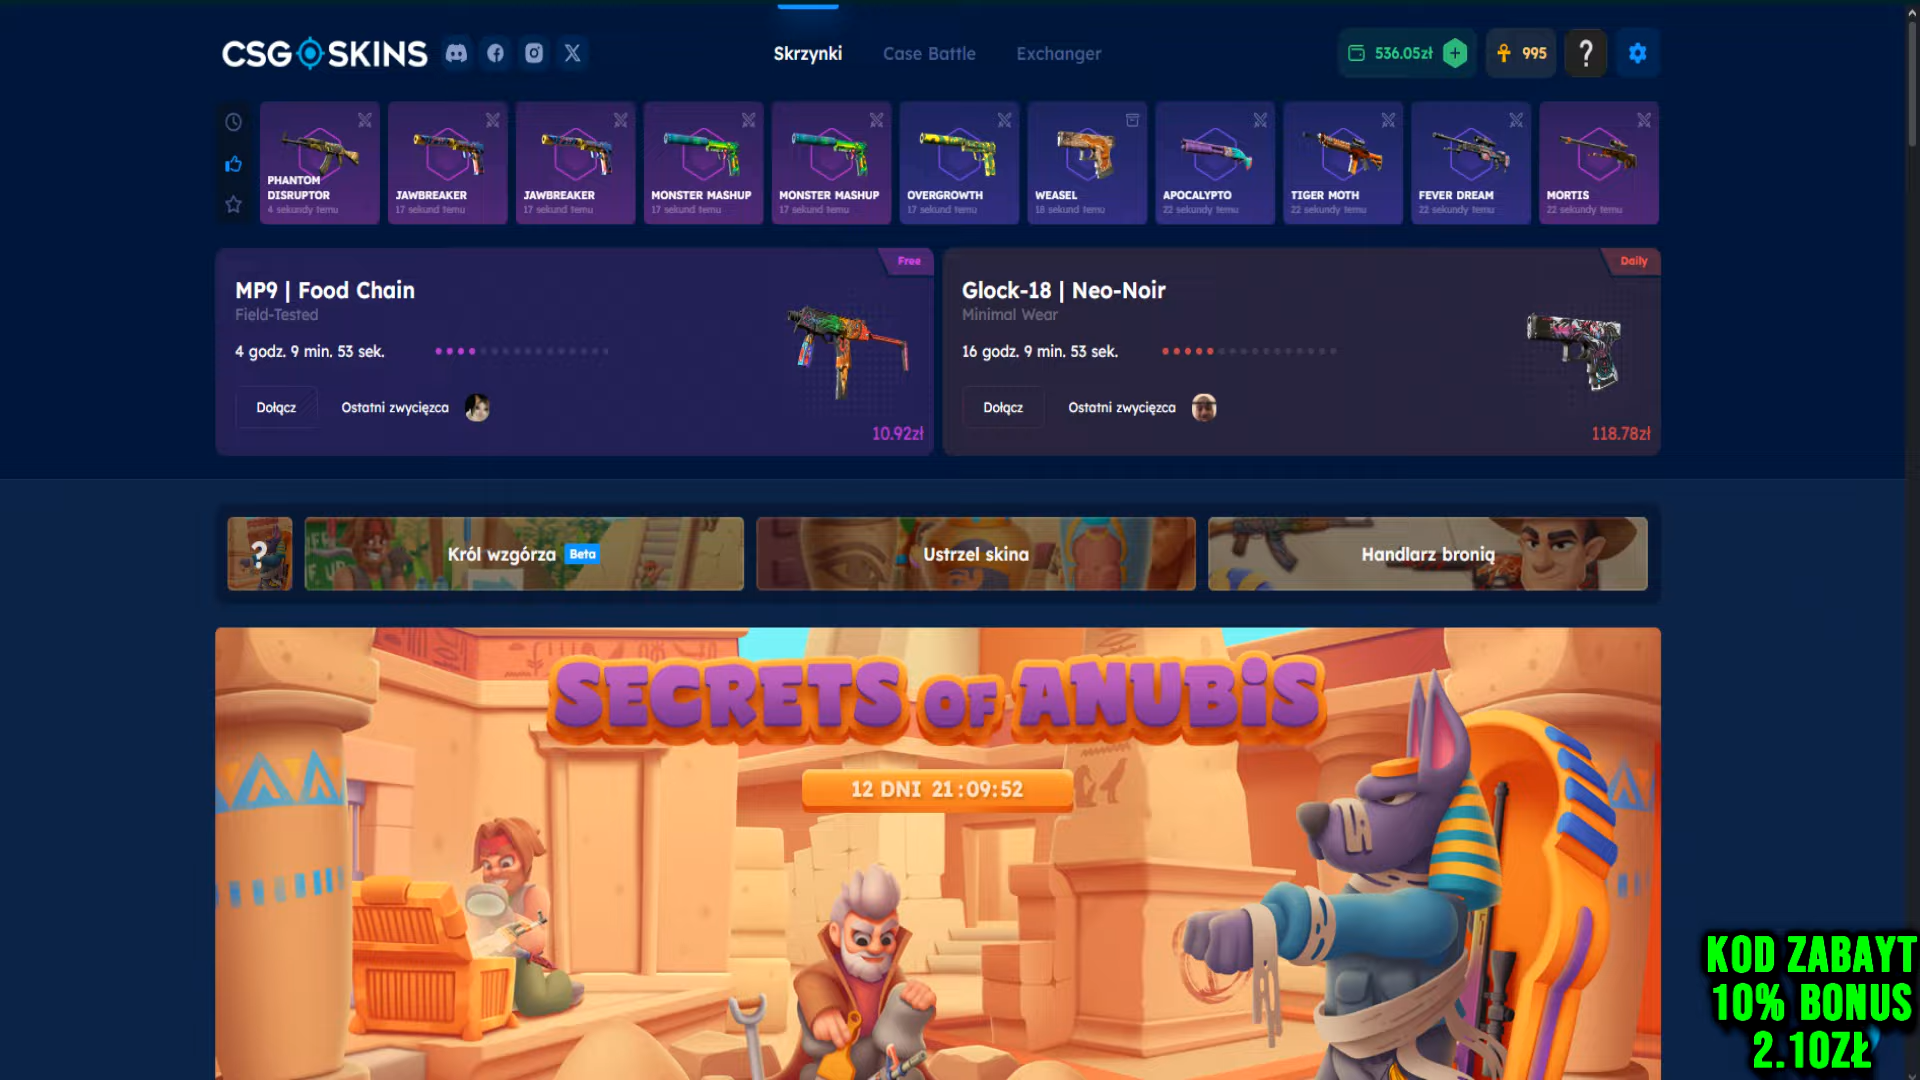 CSG SKINS
Skrzynki
Case Battle
Exchanger
536.05zł
995
?
PHANTOM
DISRUPTOR
4 sekundy temu
JAWBREAKER
17 sekund temu
JAWBREAKER
17 sekund temu
MONSTER MASHUP
17 sekund temu
MONSTER MASHUP
17 sekund temu
OVERGROWTH
17 sekund temu
WEASEL
18 sekund temu
APOCALYPTO
22 sekundy temu
TIGER MOTH
22 sekundy temu
FEVER DREAM
22 sekundy temu
MORTIS
22 sekundy temu
Free
MP9 | Food Chain
Field-Tested
4 godz. 9 min. 53 sek.
Dołącz
Ostatni zwycięzca
10.92zł
Daily
Glock-18 | Neo-Noir
Minimal Wear
16 godz. 9 min. 53 sek.
Dołącz
Ostatni zwycięzca
118.78zł
?
Król wzgórza Beta
Ustrzel skina
Handlarz bronią
SECRETS OF ANUBIS
12 DNI 21:09:52
KOD ZABAYT
10% BONUS
2.10ZŁ